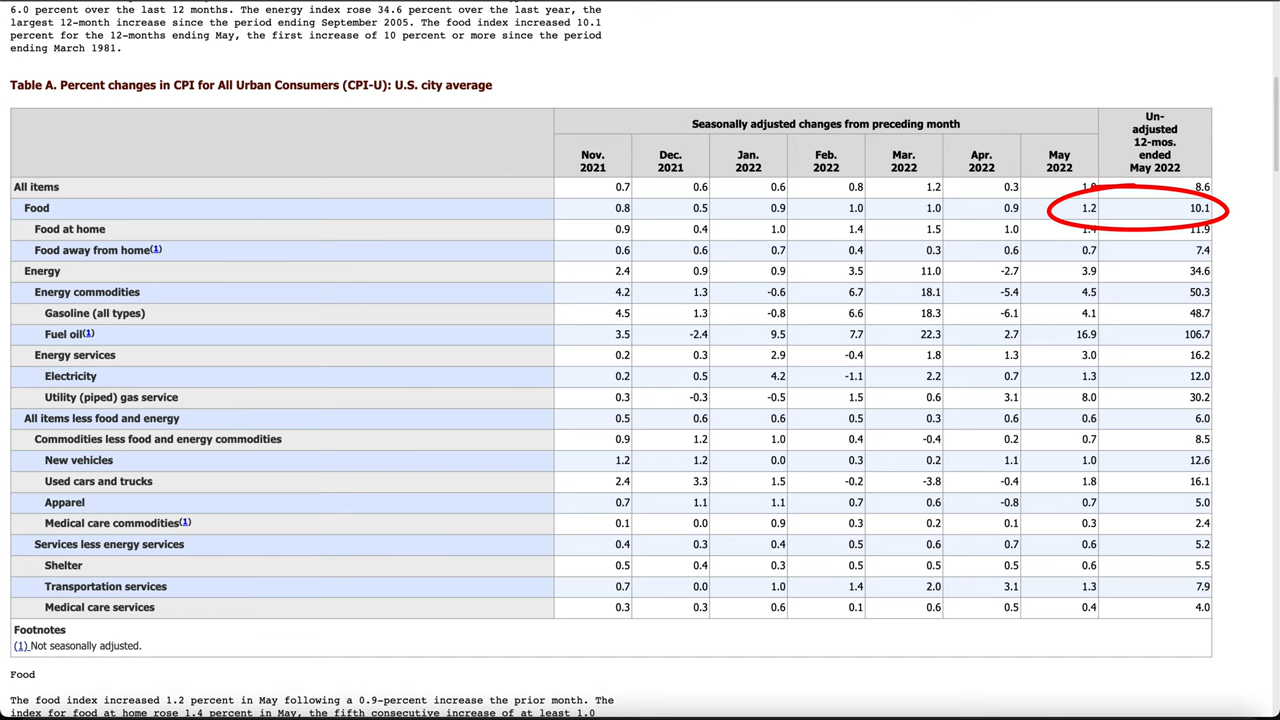 6.0 percent over the last 12 months. The energy index rose 34.6 percent over the last year, the
largest 12-month increase since the period ending September 2005. The food index increased 10.1
percent for the 12-months ending May, the first increase of 10 percent or more since the period
ending March 1981.
Table A. Percent changes in CPI for All Urban Consumers (CPI-U): U.S. city average
Seasonally adjusted changes from preceding month
Un-
adjusted
12-mos.
ended
May 2022
Nov.
2021
Dec.
2021
Jan.
2022
Feb.
2022
Mar.
2022
Apr.
2022
May
2022
All items 0.7 0.6 0.6 0.8 1.2 0.3 1.0 8.6
Food 0.8 0.5 0.9 1.0 1.0 0.9 1.2 10.1
Food at home 0.9 0.4 1.0 1.4 1.5 1.0 1.4 11.9
Food away from home(1) 0.6 0.6 0.7 0.4 0.3 0.6 0.7 7.4
Energy 2.4 0.9 0.9 3.5 11.0 -2.7 3.9 34.6
Energy commodities 4.2 1.3 -0.6 6.7 18.1 -5.4 4.5 50.3
Gasoline (all types) 4.5 1.3 -0.8 6.6 18.3 -6.1 4.1 48.7
Fuel oil(1) 3.5 -2.4 9.5 7.7 22.3 2.7 16.9 106.7
Energy services 0.2 0.3 2.9 -0.4 1.8 1.3 3.0 16.2
Electricity 0.2 0.5 4.2 -1.1 2.2 0.7 1.3 12.0
Utility (piped) gas service 0.3 -0.3 -0.5 1.5 0.6 3.1 8.0 30.2
All items less food and energy 0.5 0.6 0.6 0.5 0.3 0.6 0.6 6.0
Commodities less food and energy commodities 0.9 1.2 1.0 0.4 -0.4 0.2 0.7 8.5
New vehicles 1.2 1.2 0.0 0.3 0.2 1.1 1.0 12.6
Used cars and trucks 2.4 3.3 1.5 -0.2 -3.8 -0.4 1.8 16.1
Apparel 0.7 1.1 1.1 0.7 0.6 -0.8 0.7 5.0
Medical care commodities(1) 0.1 0.0 0.9 0.3 0.2 0.1 0.3 2.4
Services less energy services 0.4 0.3 0.4 0.5 0.6 0.7 0.6 5.2
Shelter 0.5 0.4 0.3 0.5 0.5 0.5 0.6 5.5
Transportation services 0.7 0.0 1.0 1.4 2.0 3.1 1.3 7.9
Medical care services 0.3 0.3 0.6 0.1 0.6 0.5 0.4 4.0
Footnotes
(1) Not seasonally adjusted.
Food
The food index increased 1.2 percent in May following a 0.9-percent increase the prior month. The
index for food at home rose 1.4 percent in May, the fifth consecutive increase of at least 1.0